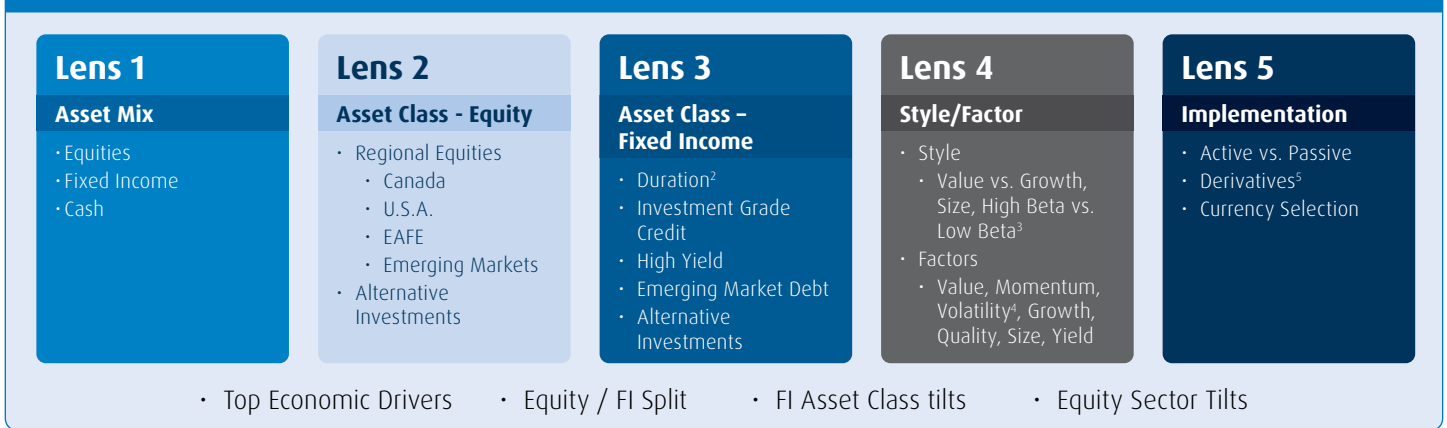 Lens 1
Asset Mix
· Equities
· Fixed Income
· Cash
Lens 2
Asset Class - Equity
· Regional Equities
· Canada
· U.S.A.
· EAFE
· Emerging Markets
· Alternative
Investments
Lens 3
Asset Class –
Fixed Income
· Duration²
· Investment Grade
Credit
· High Yield
· Emerging Market Debt
· Alternative
Investments
Lens 4
Style/Factor
· Style
· Value vs. Growth,
Size, High Beta vs.
Low Beta³
· Factors
· Value, Momentum,
Volatility⁴, Growth,
Quality, Size, Yield
Lens 5
Implementation
· Active vs. Passive
· Derivatives⁵
· Currency Selection
· Top Economic Drivers · Equity / FI Split · FI Asset Class tilts · Equity Sector Tilts